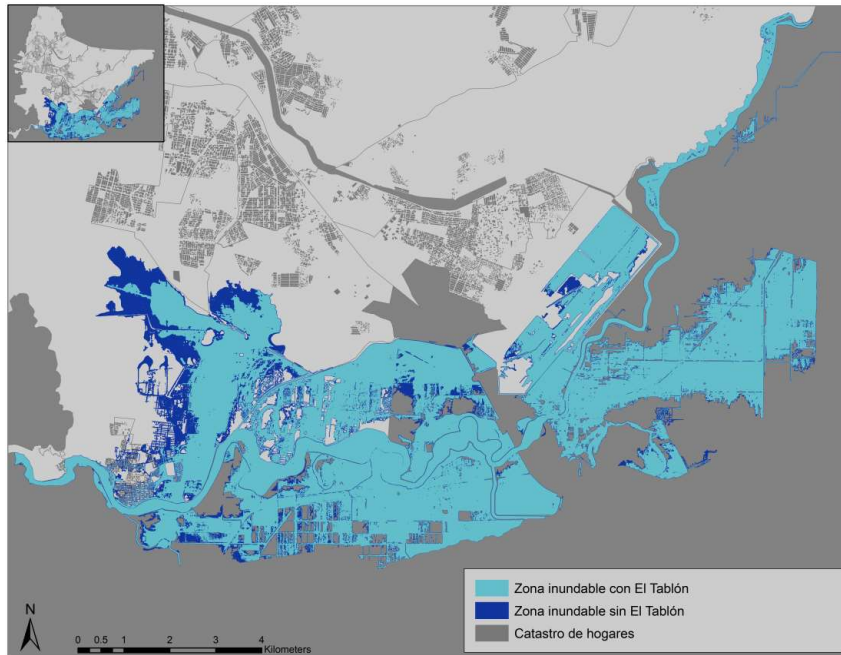 Zona inundable con El Tablón
Zona inundable sin El Tablón
Catastro de hogares
N
0 0.5 1 2 3 4
Kilometers